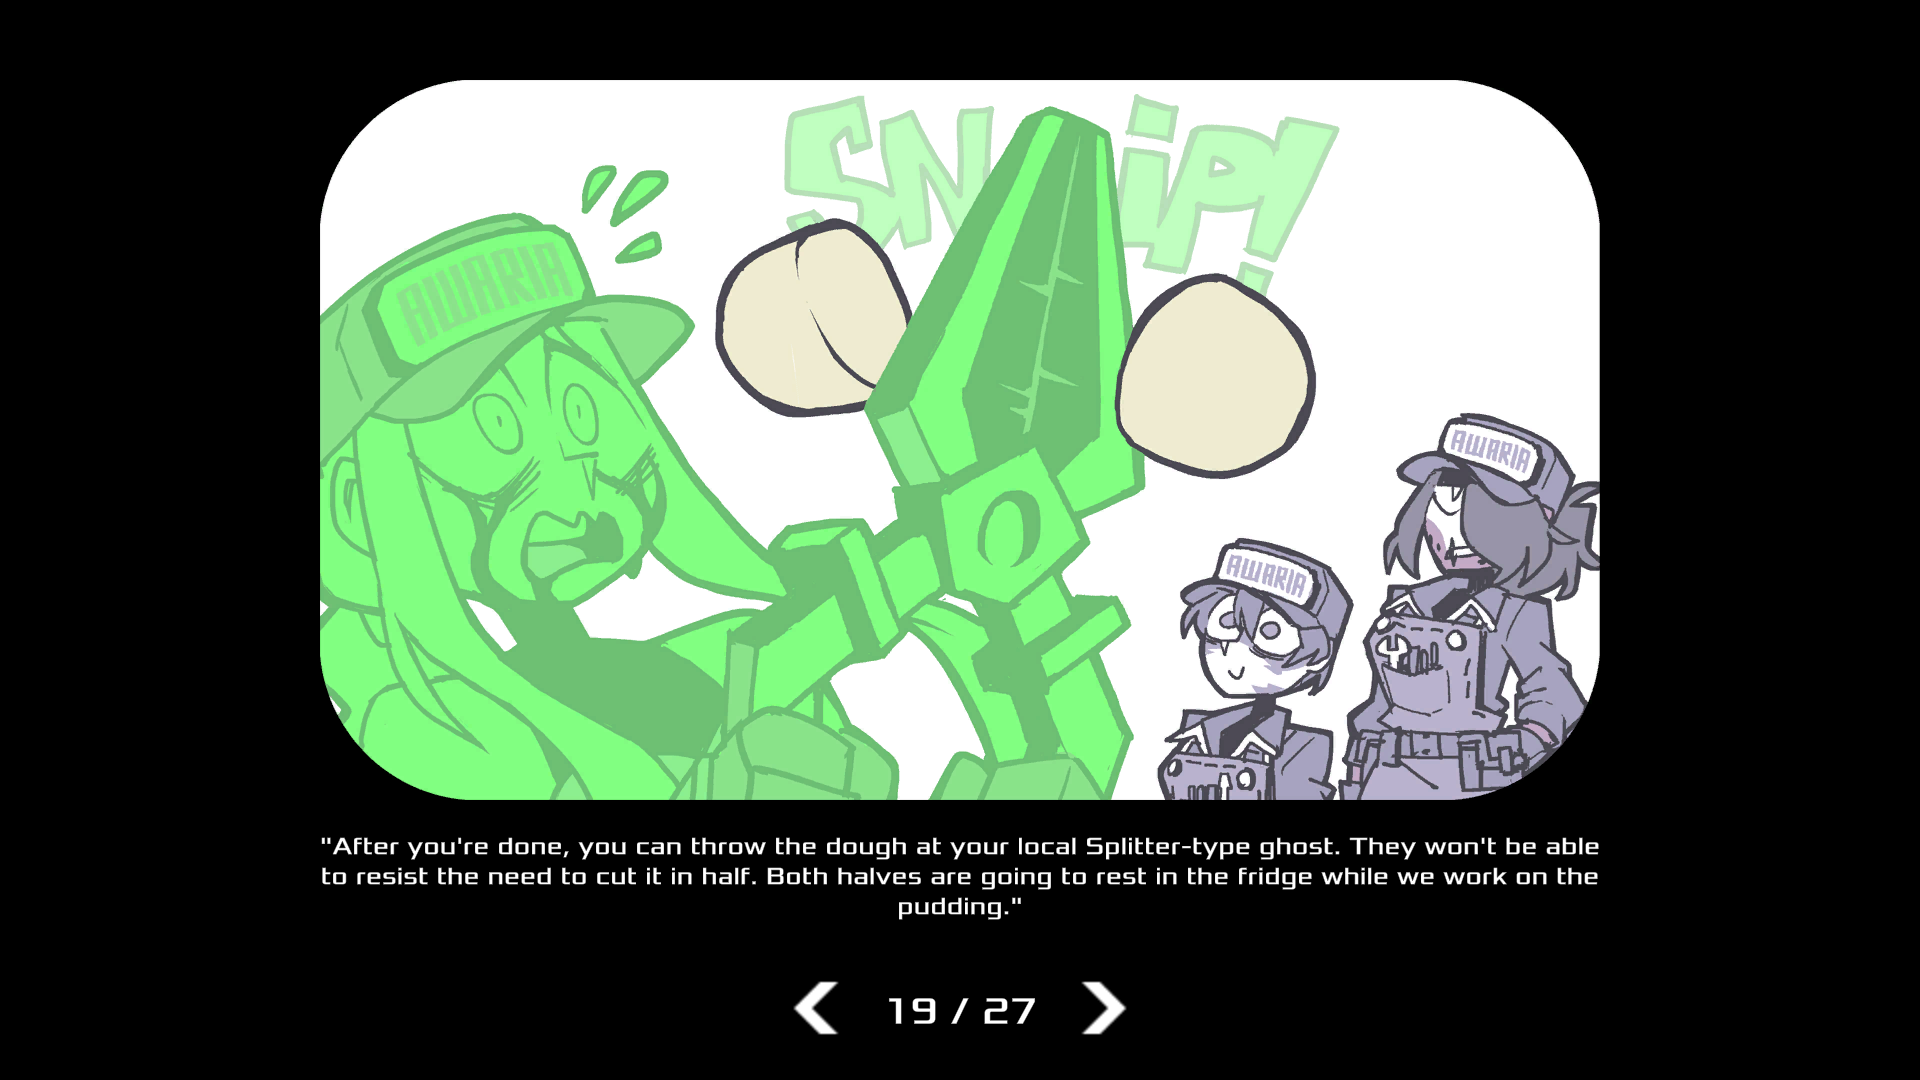 SNIP!
AWARIA
AWARIA
AWARIA
"After you're done, you can throw the dough at your local Splitter-type ghost. They won't be able
to resist the need to cut it in half. Both halves are going to rest in the fridge while we work on the
pudding."
19 / 27